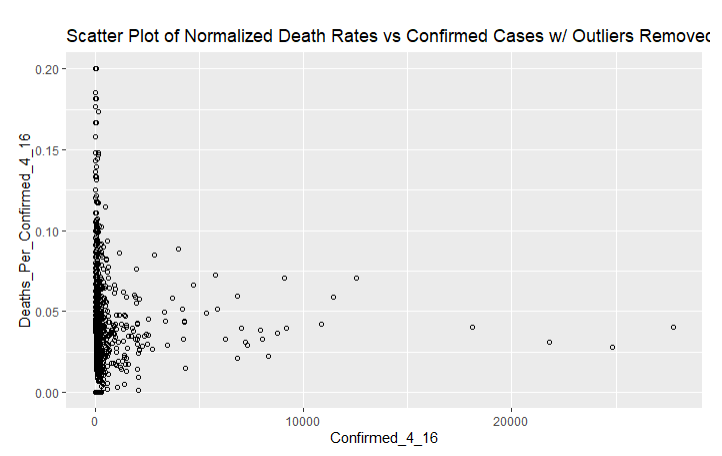 Scatter Plot of Normalized Death Rates vs Confirmed Cases w/ Outliers Removed
0.20
0.15
0.10
0.05
0.00
Deaths_Per_Confirmed_4_16
0
10000
20000
Confirmed_4_16